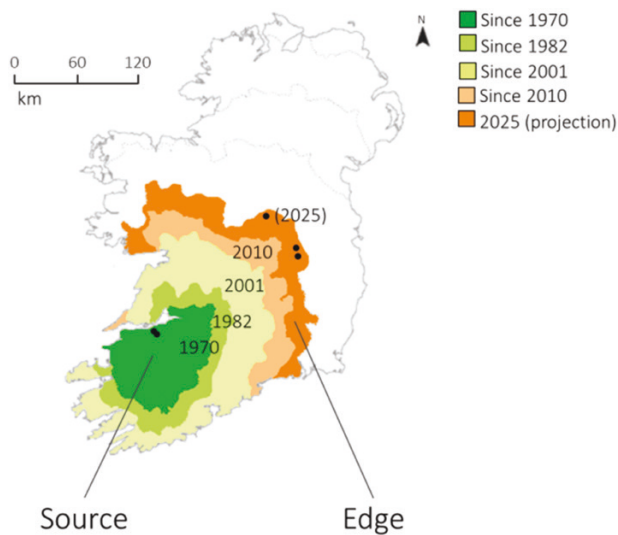 N
0 60 120
km
Since 1970
Since 1982
Since 2001
Since 2010
2025 (projection)
(2025)
2010
2001
1982
1970
Source
Edge